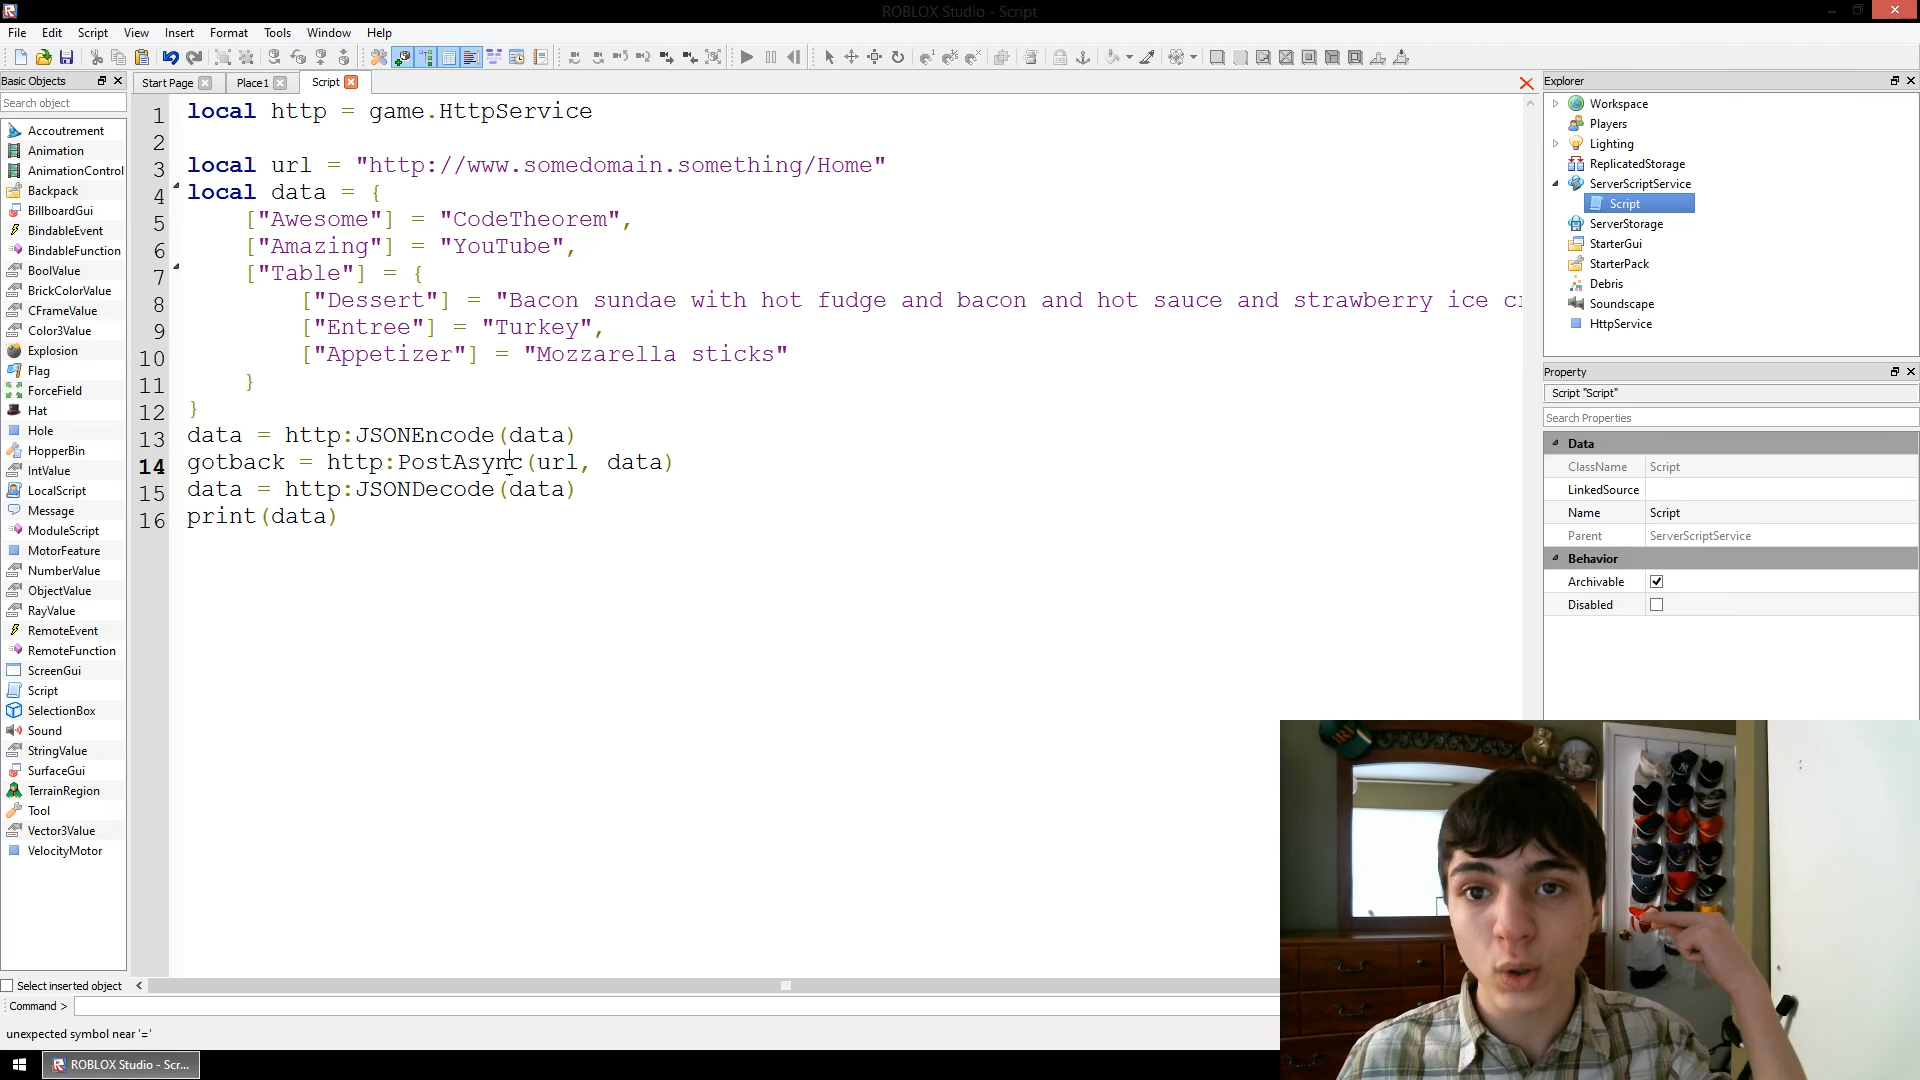 ROBLOX Studio - Script
File Edit Script View Insert Format Tools Window Help
Basic Objects
Start Page Place1 Script
Search object
Accoutrement
Animation
AnimationControl
Backpack
BillboardGui
BindableEvent
BindableFunction
BoolValue
BrickColorValue
CFrameValue
Color3Value
Explosion
Flag
ForceField
Hat
Hole
HopperBin
IntValue
LocalScript
Message
ModuleScript
MotorFeature
NumberValue
ObjectValue
RayValue
RemoteEvent
RemoteFunction
ScreenGui
Script
SelectionBox
Sound
StringValue
SurfaceGui
TerrainRegion
Tool
Vector3Value
VelocityMotor
Select inserted object
1 local http = game.HttpService
2
3 local url = "http://www.somedomain.something/Home"
4 local data = {
5 ["Awesome"] = "CodeTheorem",
6 ["Amazing"] = "YouTube",
7 ["Table"] = {
8 ["Dessert"] = "Bacon sundae with hot fudge and bacon and hot sauce and strawberry ice
9 ["Entree"] = "Turkey",
10 ["Appetizer"] = "Mozzarella sticks"
11 }
12 }
13 data = http:JSONEncode(data)
14 gotback = http:PostAsync(url, data)
15 data = http:JSONDecode(data)
16 print(data)
Explorer
Workspace
Players
Lighting
ReplicatedStorage
ServerScriptService
Script
ServerStorage
StarterGui
StarterPack
Debris
Soundscape
HttpService
Property
Script "Script"
Search Properties
Data
ClassName Script
LinkedSource
Name Script
Parent ServerScriptService
Behavior
Archivable
Disabled
Command >
unexpected symbol near '='
ROBLOX Studio - Scr...